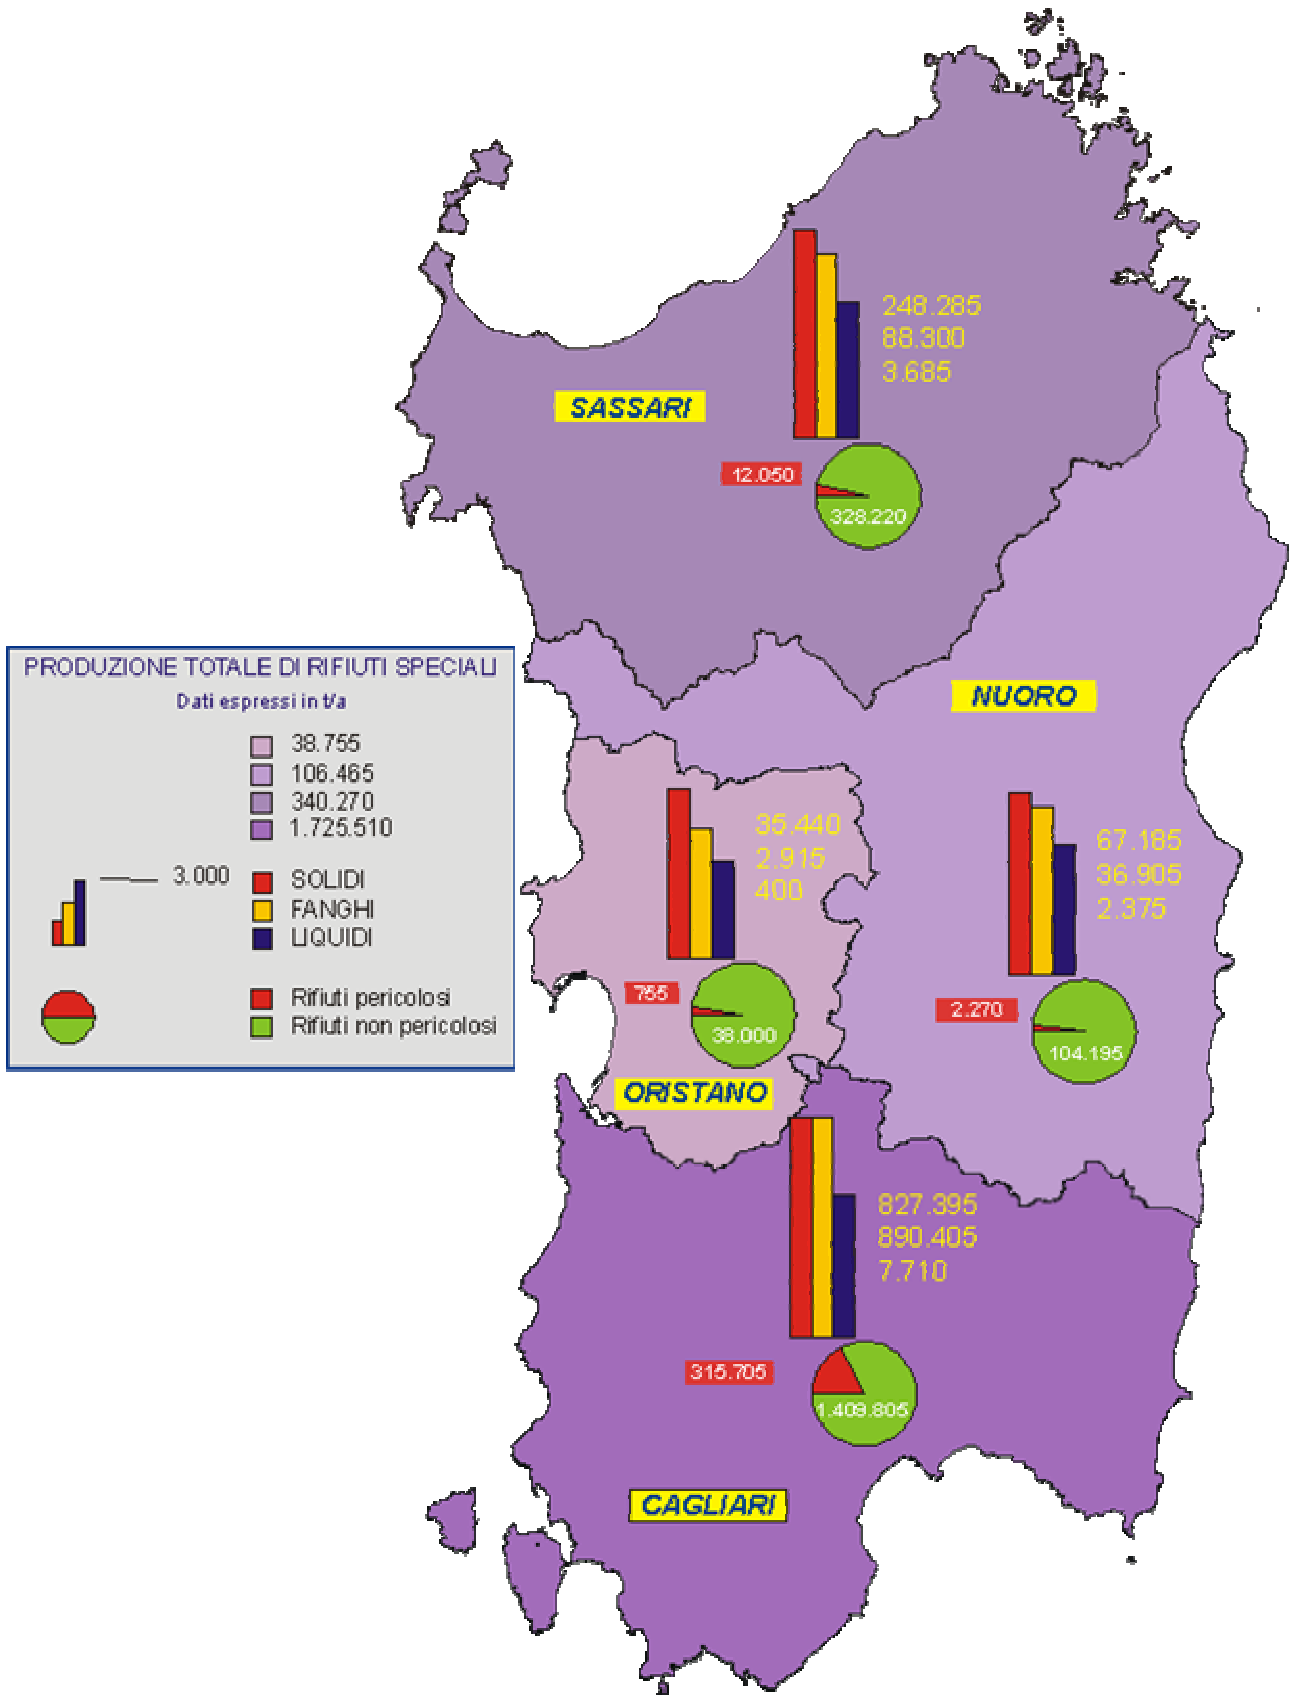 248.285
88.300
3.685
SASSARI
12.050
328.220
NUORO
PRODUZIONE TOTALE DI RIFIUTI SPECIALI
Dati espressi in t/a
38.755
106.465
340.270
1.725.510
3.000
SOLIDI
FANGHI
LIQUIDI
Rifiuti pericolosi
Rifiuti non pericolosi
35.440
2.915
400
755
38.000
ORISTANO
67.185
36.905
2.375
2.270
104.195
827.395
890.405
7.710
315.705
1.409.805
CAGLIARI